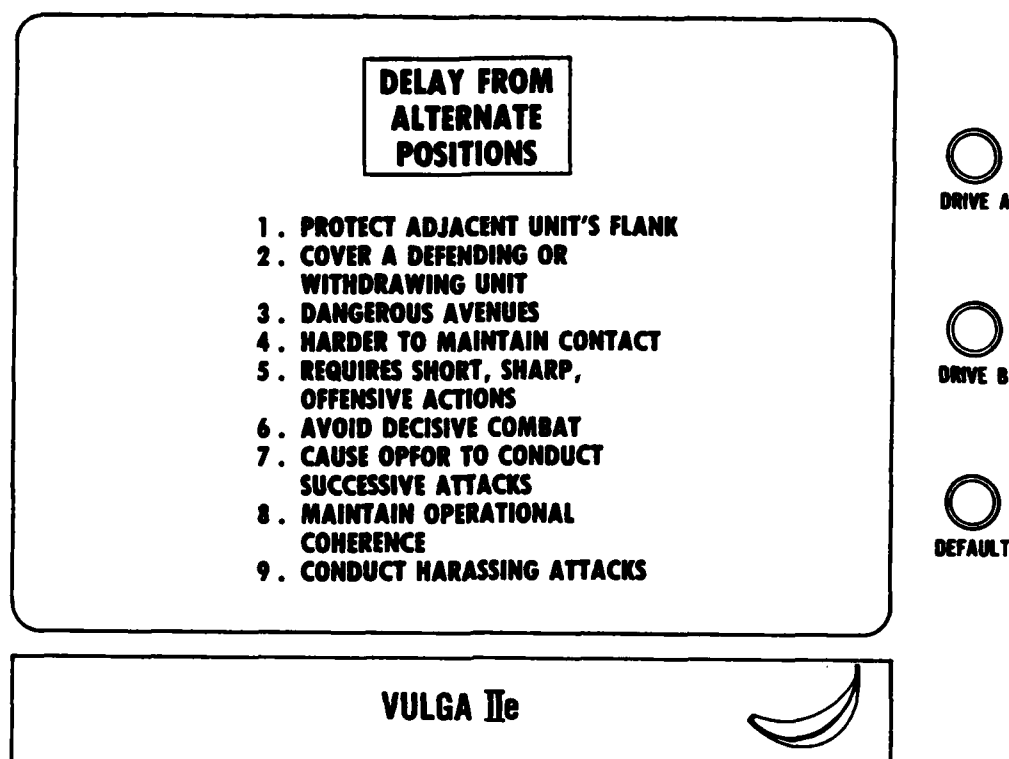 DELAY FROM
ALTERNATE
POSITIONS
1. PROTECT ADJACENT UNIT'S FLANK
2. COVER A DEFENDING OR
WITHDRAWING UNIT
3. DANGEROUS AVENUES
4. HARDER TO MAINTAIN CONTACT
5. REQUIRES SHORT, SHARP,
OFFENSIVE ACTIONS
6. AVOID DECISIVE COMBAT
7. CAUSE OPFOR TO CONDUCT
SUCCESSIVE ATTACKS
8. MAINTAIN OPERATIONAL
COHERENCE
9. CONDUCT HARASSING ATTACKS
DRIVE A
DRIVE B
DEFAULT
VULGA IIe